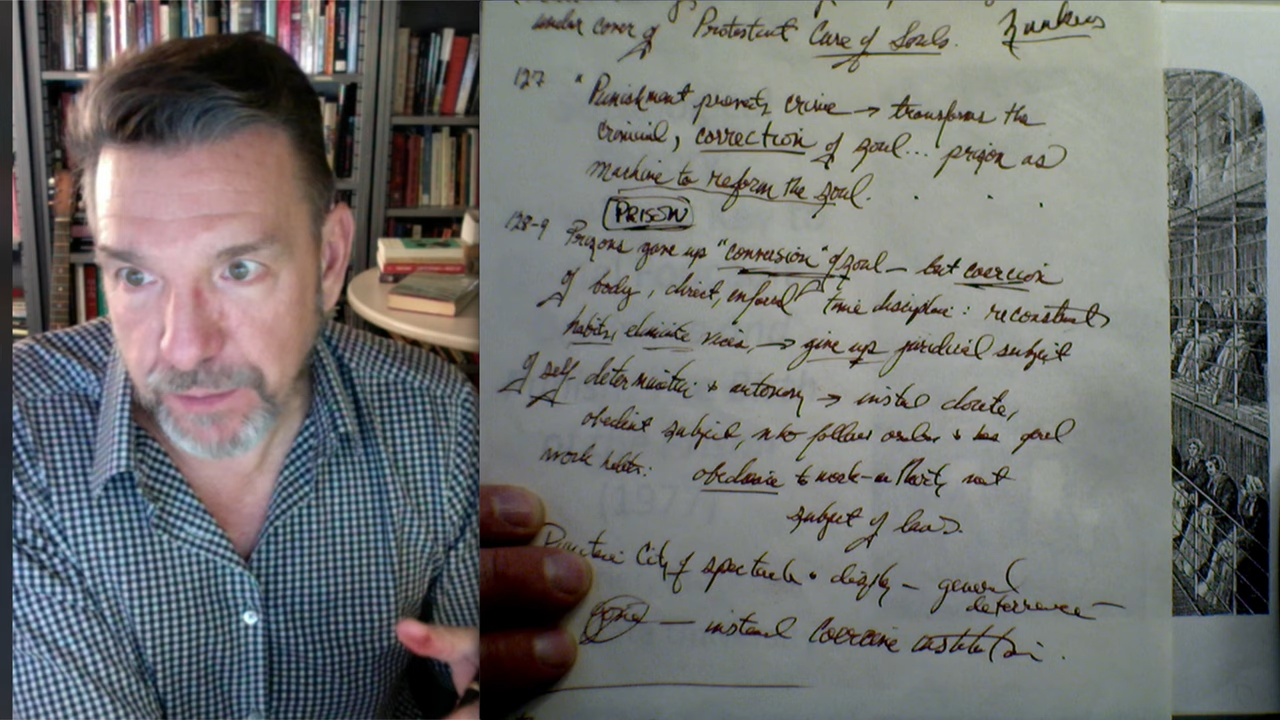 under cover of Protestant Care of Souls.
127 "Punishment prevents crime → transforms the
criminal, correction of soul... prison as
machine to reform the soul.
PRISON
128-9 Prisons gave up "conversion" of soul — but coercion
of body, direct, time discipline: reconstruct
habits, eliminate vices, → give up juridical subject
of self-determination + autonomy → instead docile,
obedient subject, who follows orders + has good
work habits: obedience to work-authority, not
subject of laws.
Punitive City of spectacle + display — general
deterrence
gone — instead Coercive institution.
(1977)